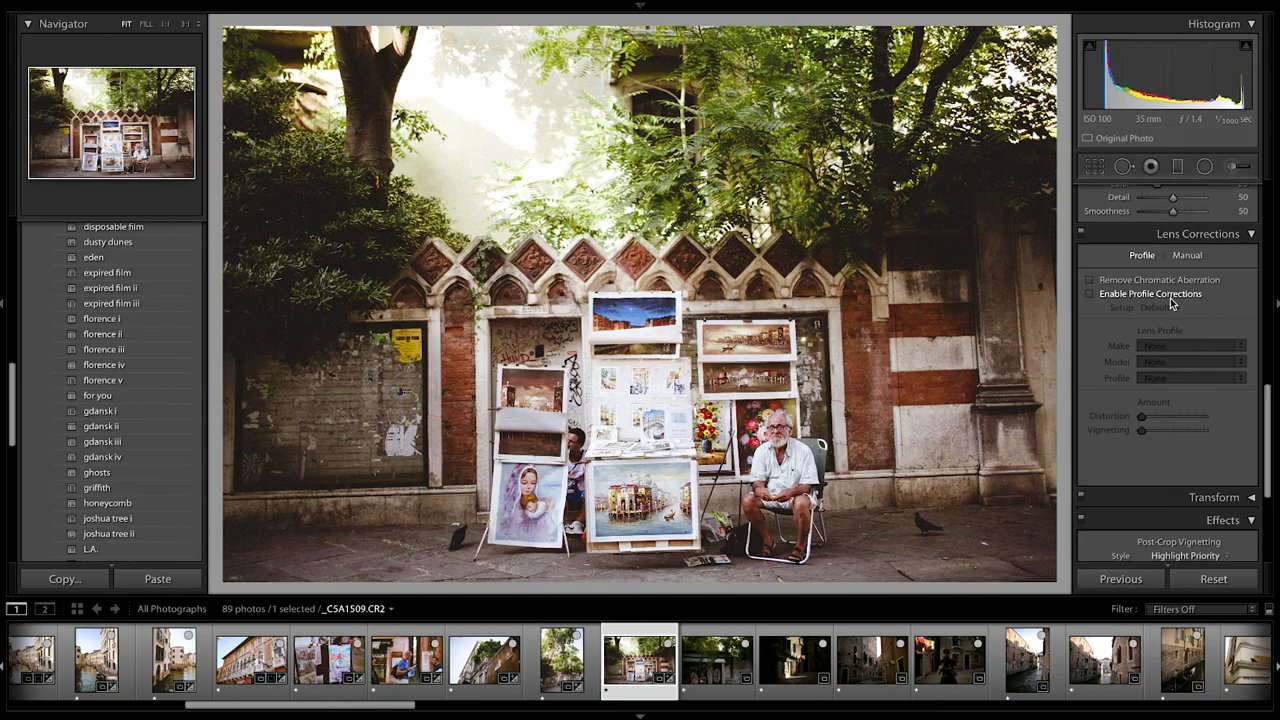 Navigator
FIT FILL 1:1 3:1
disposable film
dusty dunes
eden
expired film
expired film ii
expired film iii
florence i
florence ii
florence iii
florence iv
florence v
for you
gdansk i
gdansk ii
gdansk iii
gdansk iv
ghosts
griffith
honeycomb
joshua tree i
joshua tree ii
L.A.
Copy... Paste
Histogram
ISO 100 35 mm f / 1.4 1/1000 sec
Original Photo
Detail 50
Smoothness 50
Lens Corrections
Profile Manual
Remove Chromatic Aberration
Enable Profile Corrections
Setup
Lens Profile
Make None
Model None
Profile None
Amount
Distortion
Vignetting
Transform
Effects
Post-Crop Vignetting
Style Highlight Priority
Previous Reset
1 2 All Photographs 89 photos /1 selected /_C5A1509.CR2 Filter : Filters Off